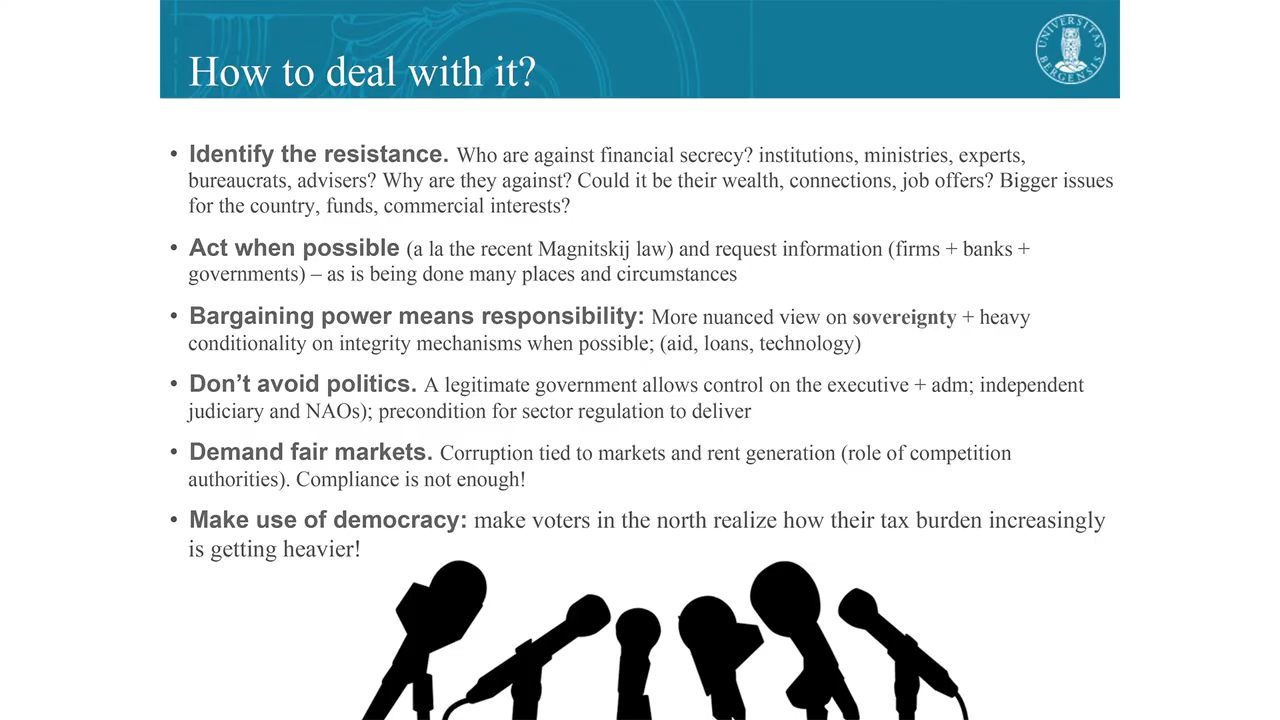 How to deal with it?
UNIVERSITAS BERGENSIS
• Identify the resistance. Who are against financial secrecy? institutions, ministries, experts,
bureaucrats, advisers? Why are they against? Could it be their wealth, connections, job offers? Bigger issues
for the country, funds, commercial interests?
• Act when possible (a la the recent Magnitskij law) and request information (firms + banks +
governments) – as is being done many places and circumstances
• Bargaining power means responsibility: More nuanced view on sovereignty + heavy
conditionality on integrity mechanisms when possible; (aid, loans, technology)
• Don’t avoid politics. A legitimate government allows control on the executive + adm; independent
judiciary and NAOs); precondition for sector regulation to deliver
• Demand fair markets. Corruption tied to markets and rent generation (role of competition
authorities). Compliance is not enough!
• Make use of democracy: make voters in the north realize how their tax burden increasingly
is getting heavier!